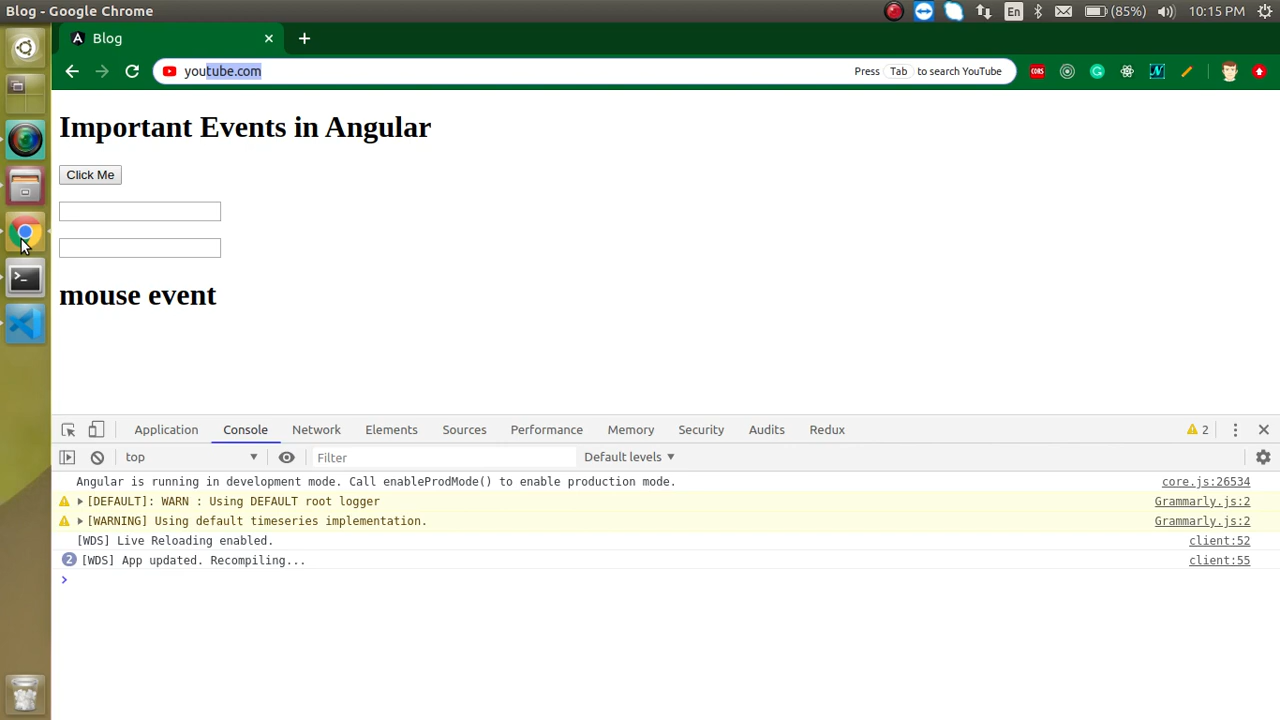 Blog - Google Chrome
En
(85%)
10:15 PM
Blog
youtube.com
Press Tab to search YouTube
CORS
N
Important Events in Angular
Click Me
mouse event
Application Console Network Elements Sources Performance Memory Security Audits Redux
2
top
Filter
Default levels
Angular is running in development mode. Call enableProdMode() to enable production mode.
core.js:26534
[DEFAULT]: WARN : Using DEFAULT root logger
Grammarly.js:2
[WARNING] Using default timeseries implementation.
Grammarly.js:2
[WDS] Live Reloading enabled.
client:52
2 [WDS] App updated. Recompiling...
client:55